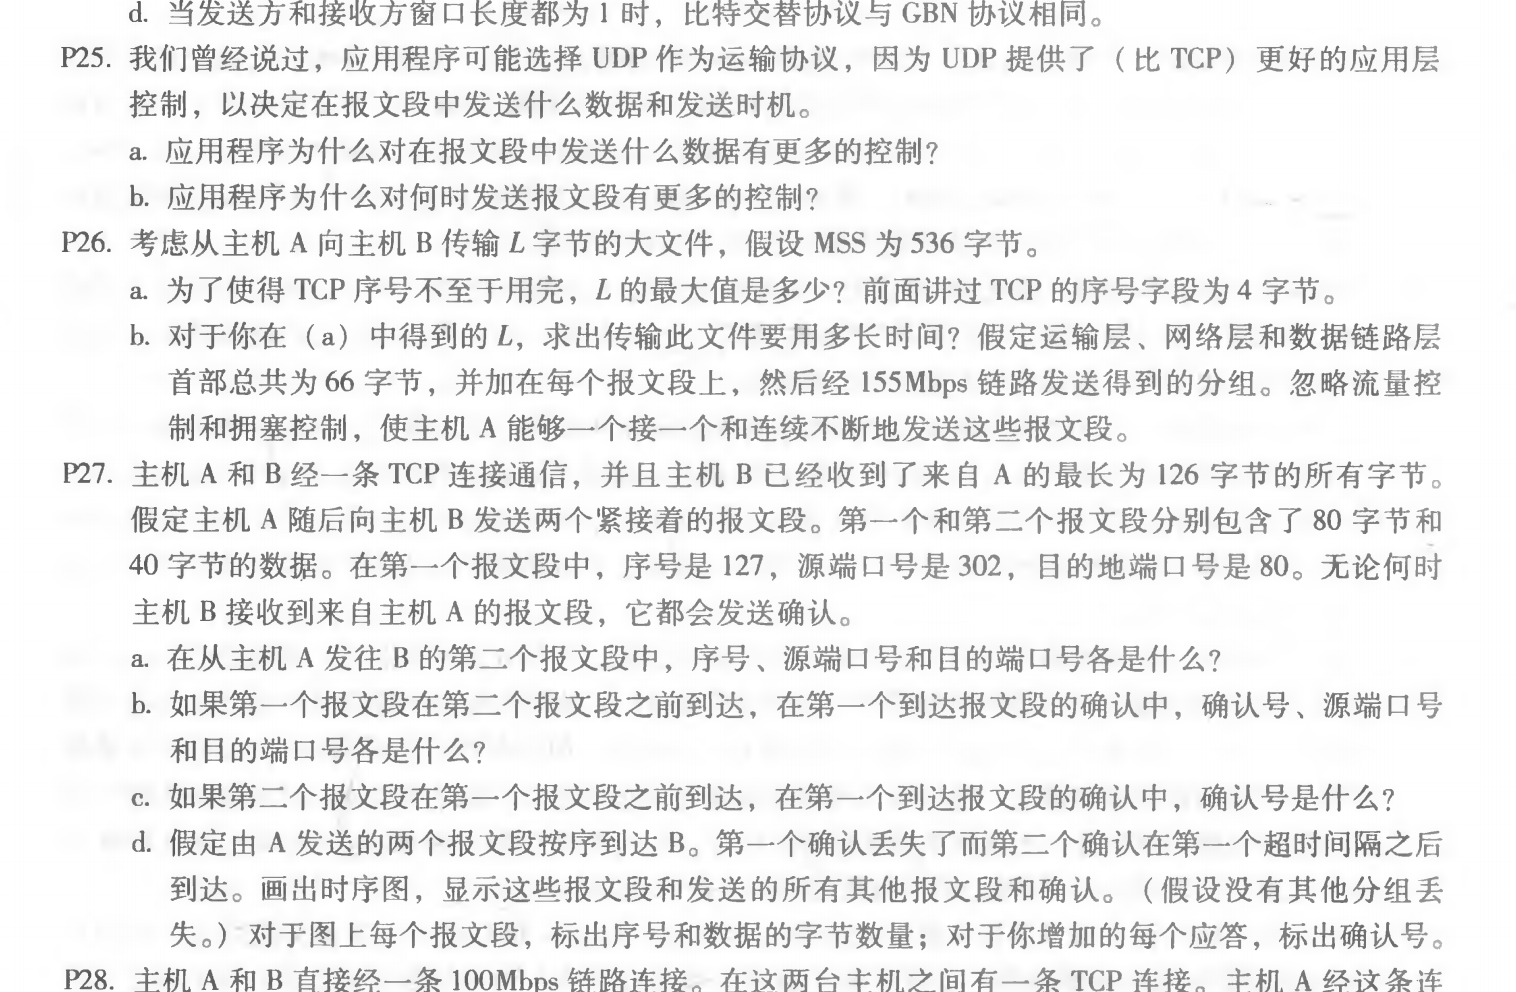 d. 当发送方和接收方窗口长度都为 1 时，比特交替协议与 GBN 协议相同。
P25. 我们曾经说过，应用程序可能选择 UDP 作为运输协议，因为 UDP 提供了（比 TCP）更好的应用层
控制，以决定在报文段中发送什么数据和发送时机。
a. 应用程序为什么对在报文段中发送什么数据有更多的控制？
b. 应用程序为什么对何时发送报文段有更多的控制？
P26. 考虑从主机 A 向主机 B 传输 L 字节的大文件，假设 MSS 为 536 字节。
a. 为了使得 TCP 序号不至于用完，L 的最大值是多少？前面讲过 TCP 的序号字段为 4 字节。
b. 对于你在（a）中得到的 L，求出传输此文件要用多长时间？假定运输层、网络层和数据链路层
首部总共为 66 字节，并加在每个报文段上，然后经 155Mbps 链路发送得到的分组。忽略流量控
制和拥塞控制，使主机 A 能够一个接一个和连续不断地发送这些报文段。
P27. 主机 A 和 B 经一条 TCP 连接通信，并且主机 B 已经收到了来自 A 的最长为 126 字节的所有字节。
假定主机 A 随后向主机 B 发送两个紧接着的报文段。第一个和第二个报文段分别包含了 80 字节和
40 字节的数据。在第一个报文段中，序号是 127，源端口号是 302，目的地端口号是 80。无论何时
主机 B 接收到来自主机 A 的报文段，它都会发送确认。
a. 在从主机 A 发往 B 的第二个报文段中，序号、源端口号和目的端口号各是什么？
b. 如果第一个报文段在第二个报文段之前到达，在第一个到达报文段的确认中，确认号、源端口号
和目的端口号各是什么？
c. 如果第二个报文段在第一个报文段之前到达，在第一个到达报文段的确认中，确认号是什么？
d. 假定由 A 发送的两个报文段按序到达 B。第一个确认丢失了而第二个确认在第一个超时间隔之后
到达。画出时序图，显示这些报文段和发送的所有其他报文段和确认。（假设没有其他分组丢
失。）对于图上每个报文段，标出序号和数据的字节数量；对于你增加的每个应答，标出确认号。
P28. 主机 A 和 B 直接经一条 100Mbps 链路连接。在这两台主机之间有一条 TCP 连接。主机 A 经这条连